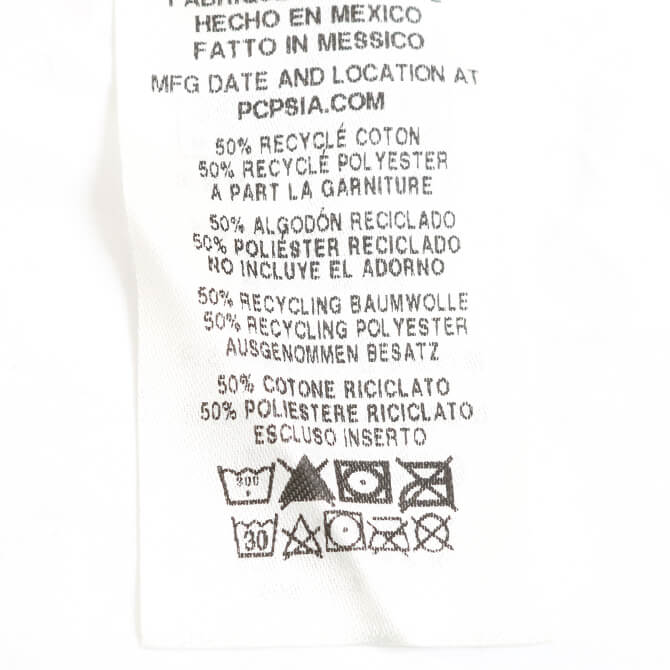 HECHO EN MEXICO
FATTO IN MESSICO
MFG DATE AND LOCATION AT
PCPSIA.COM
50% RECYCLÉ COTON
50% RECYCLÉ POLYESTER
A PART LA GARNITURE
50% ALGODÓN RECICLADO
50% POLIÉSTER RECICLADO
NO INCLUYE EL ADORNO
50% RECYCLING BAUMWOLLE
50% RECYCLING POLYESTER
AUSGENOMMEN BESATZ
50% COTONE RICICLATO
50% POLIESTERE RICICLATO
ESCLUSO INSERTO
30